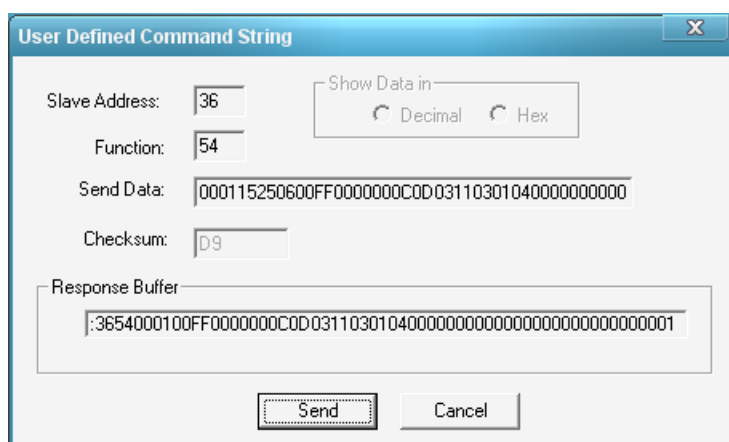 User Defined Command String
X
Slave Address: 36
Show Data in
Decimal Hex
Function: 54
Send Data: 000115250600FF0000000C0D03110301040000000000
Checksum: D9
Response Buffer
:3654000100FF0000000C0D0311030104000000000000000000000000000001
Send Cancel